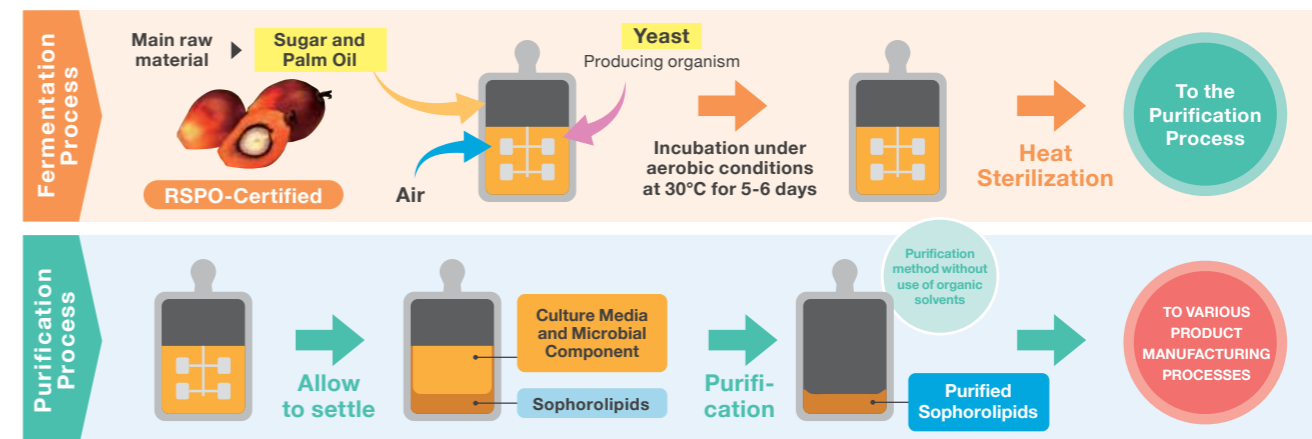 Fermentation
Process
Main raw
material
Sugar and
Palm Oil
RSPO-Certified
Air
Yeast
Producing organism
Incubation under
aerobic conditions
at 30°C for 5-6 days
Heat
Sterilization
To the
Purification
Process
Purification
Process
Allow
to settle
Culture Media
and Microbial
Component
Sophorolipids
Purifi-
cation
Purification
method without
use of organic
solvents
Purified
Sophorolipids
TO VARIOUS
PRODUCT
MANUFACTURING
PROCESSES